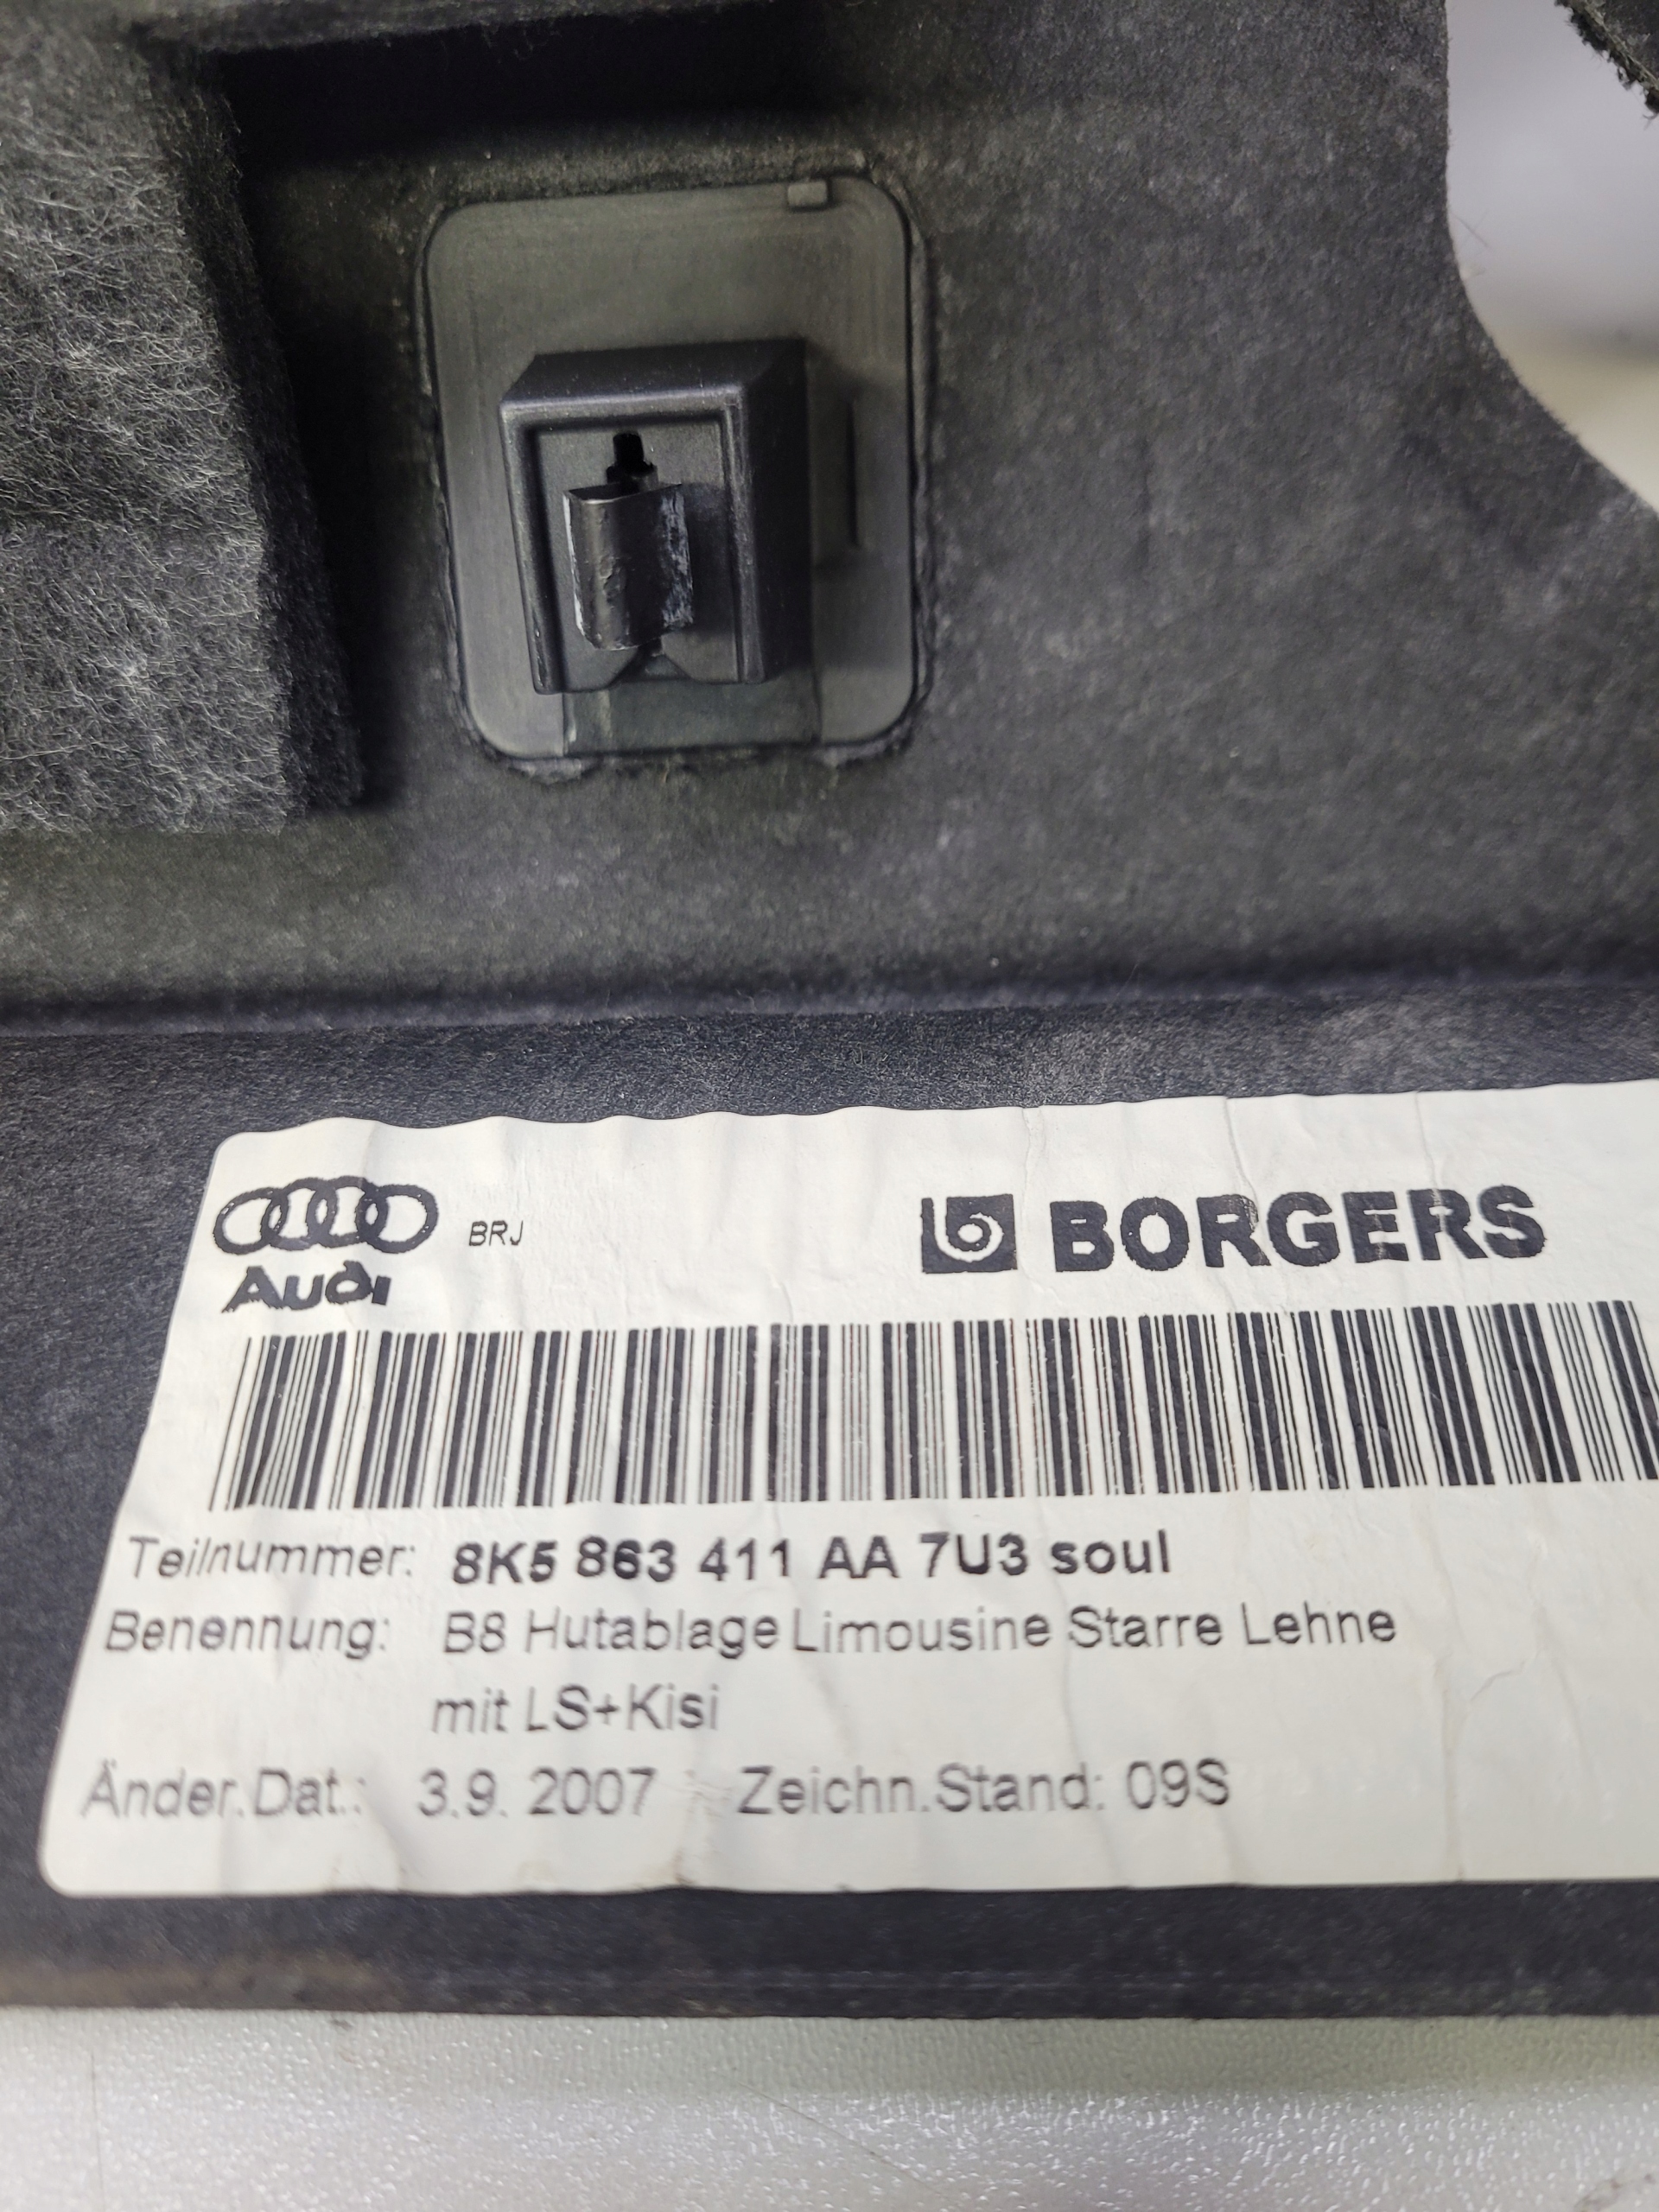 BRJ
BORGERS
Audi
Teilnummer: 8K5 863 411 AA 7U3 soul
Benennung: B8 Hutablage Limousine Starre Lehne
mit LS+Kisi
Änder.Dat.: 3.9. 2007 Zeichn.Stand: 09S